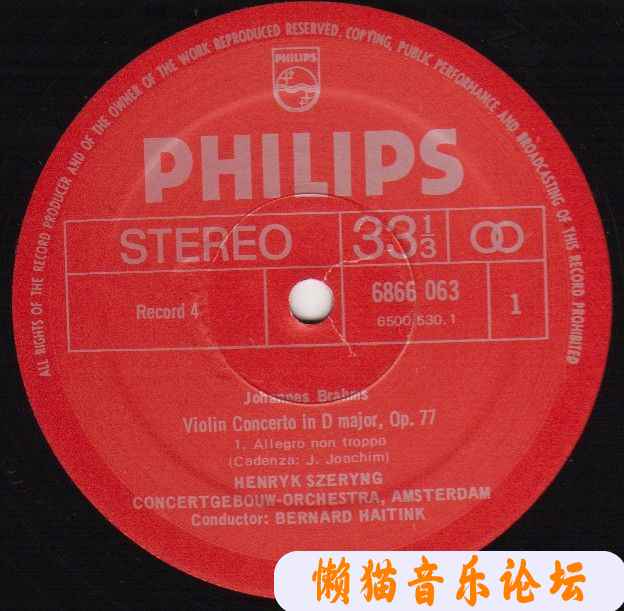 ALL RIGHTS OF THE RECORD PRODUCER AND OF THE OWNER OF THE WORK REPRODUCED RESERVED, COPYING, PUBLIC PERFORMANCE AND BROADCASTING OF THIS RECORD PROHIBITED
PHILIPS
PHILIPS
STEREO 33 1/3
Record 4 6866 063 1
6500 530.1
Johannes Brahms
Violin Concerto in D major, Op. 77
1. Allegro non troppo
(Cadenza: J. Joachim)
HENRYK SZERYNG
CONCERTGEBOUW-ORCHESTRA, AMSTERDAM
Conductor: BERNARD HAITINK
懒猫音乐论坛